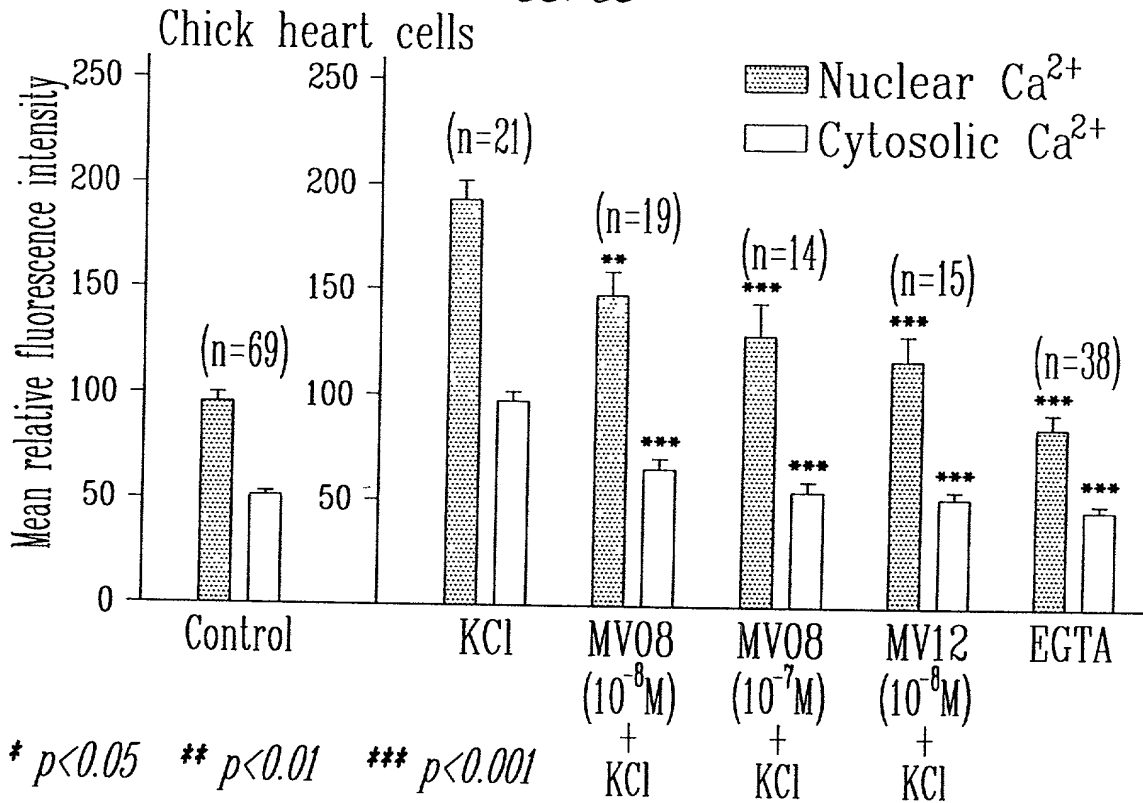 Chick heart cells
Mean relative fluorescence intensity
250
200
150
100
50
0
250
200
150
100
50
Nuclear Ca²⁺
Cytosolic Ca²⁺
(n=69)
(n=21)
(n=19)
**
***
(n=14)
***
***
(n=15)
***
***
(n=38)
***
***
Control
KCl
MV08
(10⁻⁸M)
+
KCl
MV08
(10⁻⁷M)
+
KCl
MV12
(10⁻⁸M)
+
KCl
EGTA
* p<0.05 ** p<0.01 *** p<0.001